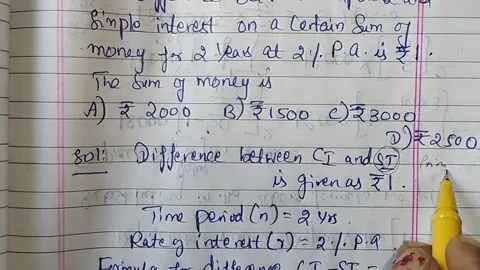 Simple interest on a Certain Sum of
money for 2 Years at 2% P.A. is ₹1.
The Sum of money is
A) ₹ 2000 B) ₹1500 C) ₹3000
D) ₹2500
Sol: Difference between CI and SI
is given as ₹1.
Time period (n) = 2 yrs.
Rate of interest (r) = 2% P.A